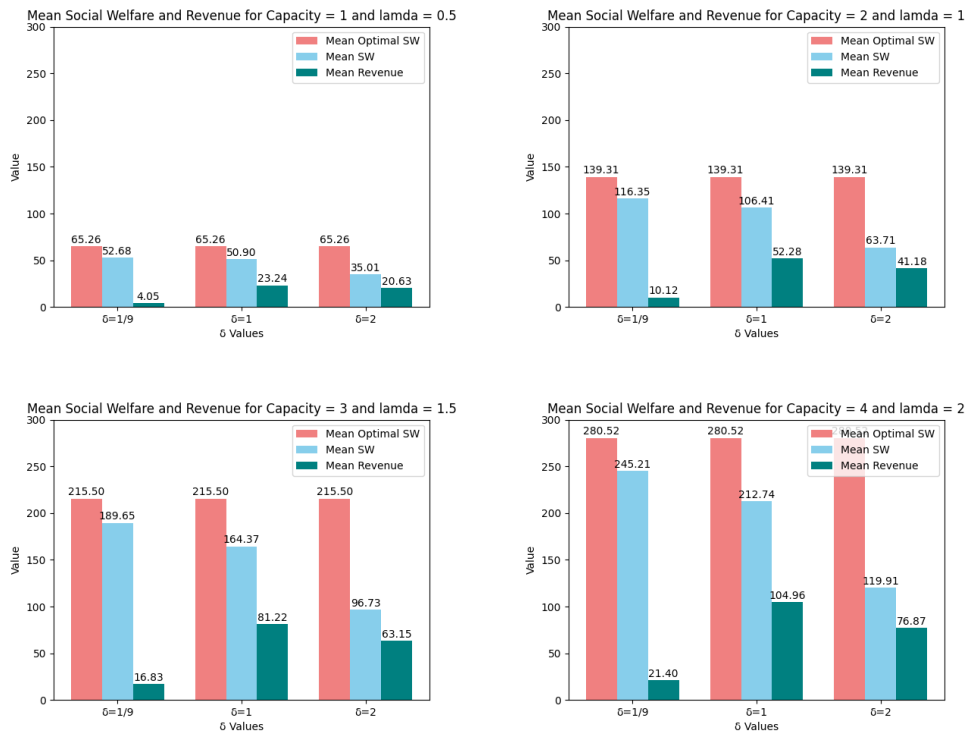 Mean Social Welfare and Revenue for Capacity = 1 and lamda = 0.5
300
250
200
150
100
50
0
Value
Mean Optimal SW
Mean SW
Mean Revenue
65.26
52.68
4.05
65.26
50.90
23.24
65.26
35.01
20.63
δ=1/9
δ=1
δ=2
δ Values
Mean Social Welfare and Revenue for Capacity = 2 and lamda = 1
300
250
200
150
100
50
0
Value
Mean Optimal SW
Mean SW
Mean Revenue
139.31
116.35
10.12
139.31
106.41
52.28
139.31
63.71
41.18
δ=1/9
δ=1
δ=2
δ Values
Mean Social Welfare and Revenue for Capacity = 3 and lamda = 1.5
300
250
200
150
100
50
0
Value
Mean Optimal SW
Mean SW
Mean Revenue
215.50
189.65
16.83
215.50
164.37
81.22
215.50
96.73
63.15
δ=1/9
δ=1
δ=2
δ Values
Mean Social Welfare and Revenue for Capacity = 4 and lamda = 2
300
250
200
150
100
50
0
Value
Mean Optimal SW
Mean SW
Mean Revenue
280.52
245.21
21.40
280.52
212.74
104.96
119.91
76.87
δ=1/9
δ=1
δ=2
δ Values